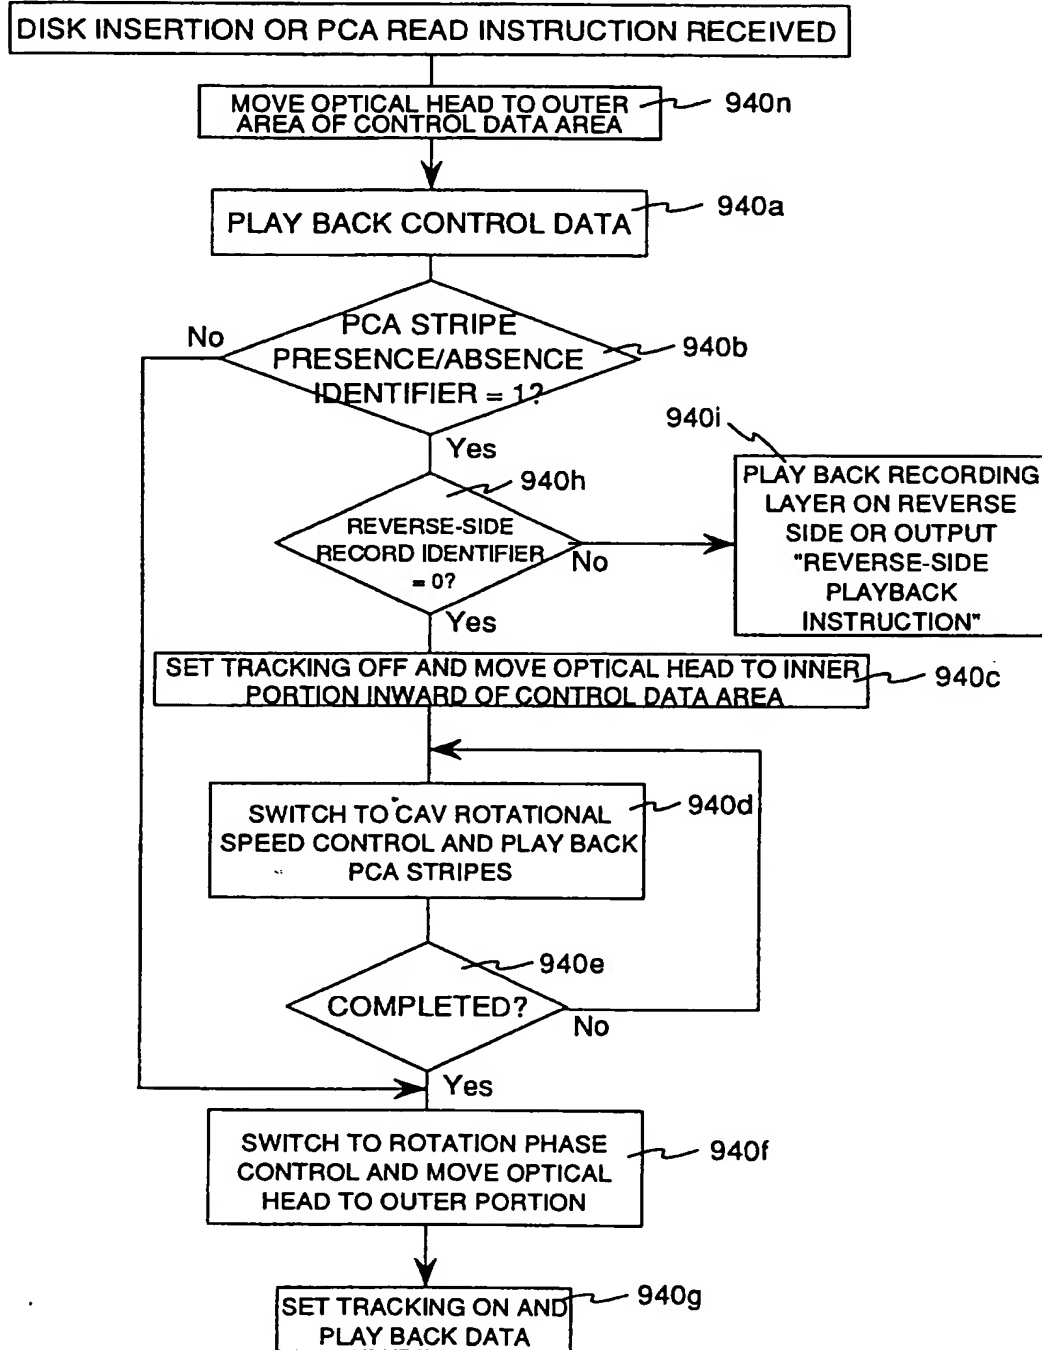 DISK INSERTION OR PCA READ INSTRUCTION RECEIVED
MOVE OPTICAL HEAD TO OUTER
AREA OF CONTROL DATA AREA
940n
PLAY BACK CONTROL DATA
940a
No
PCA STRIPE
PRESENCE/ABSENCE
IDENTIFIER = 1?
940b
Yes
940i
PLAY BACK RECORDING
LAYER ON REVERSE
SIDE OR OUTPUT
"REVERSE-SIDE
PLAYBACK
INSTRUCTION"
940h
REVERSE-SIDE
RECORD IDENTIFIER
= 0?
No
Yes
SET TRACKING OFF AND MOVE OPTICAL HEAD TO INNER
PORTION INWARD OF CONTROL DATA AREA
940c
SWITCH TO CAV ROTATIONAL
SPEED CONTROL AND PLAY BACK
PCA STRIPES
940d
940e
COMPLETED?
No
Yes
SWITCH TO ROTATION PHASE
CONTROL AND MOVE OPTICAL
HEAD TO OUTER PORTION
940f
SET TRACKING ON AND
PLAY BACK DATA
940g